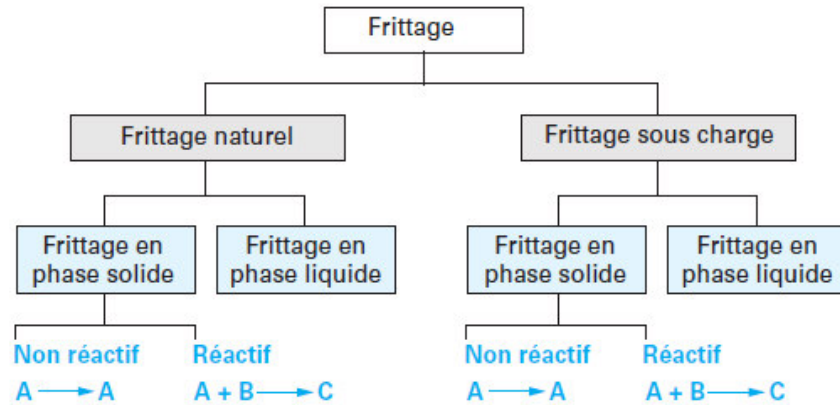 Frittage
Frittage naturel
Frittage sous charge
Frittage en
phase solide
Frittage en
phase liquide
Frittage en
phase solide
Frittage en
phase liquide
Non réactif
Réactif
Non réactif
Réactif
A → A
A + B → C
A → A
A + B → C